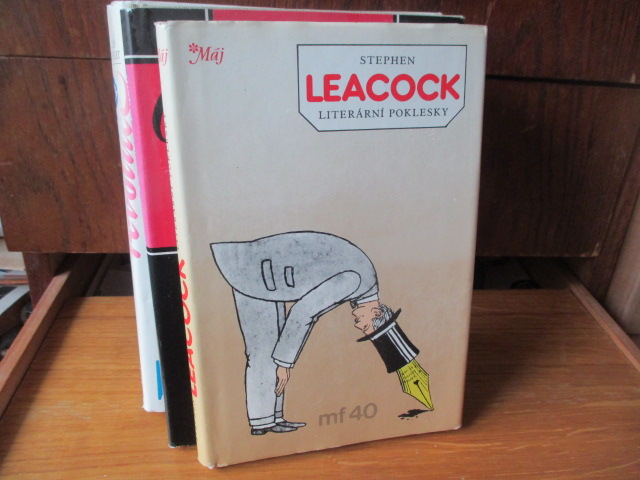 *Máj
STEPHEN
LEACOCK
LITERÁRNÍ POKLESKY
mf 40
LEACOCK